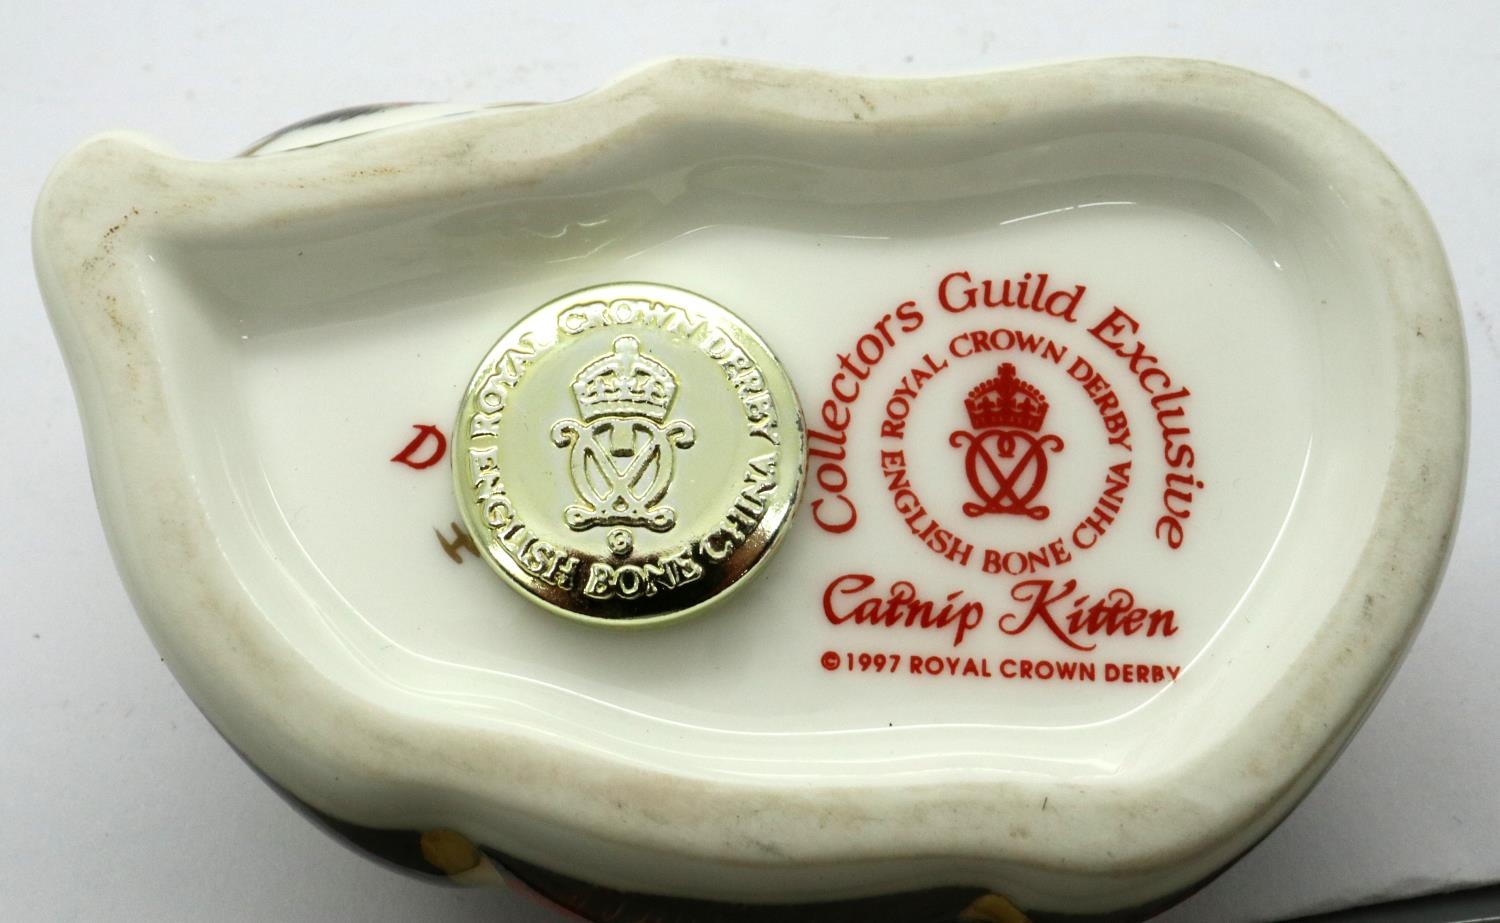 Collectors Guild Exclusive
ROYAL CROWN DERBY
ENGLISH BONE CHINA
Catnip Kitten
©1997 ROYAL CROWN DERBY
ROYAL CROWN DERBY
ENGLISH BONE CHINA
D
H